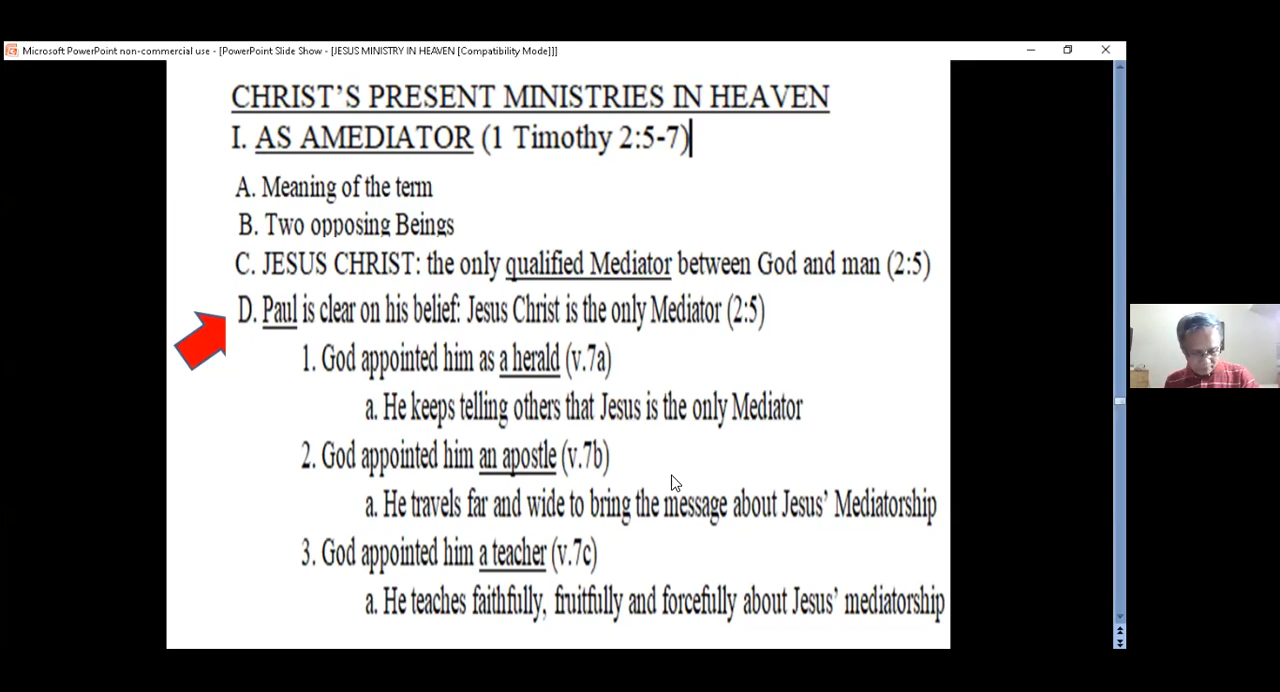 Microsoft PowerPoint non-commercial use - [PowerPoint Slide Show - [JESUS MINISTRY IN HEAVEN [Compatibility Mode]]]
CHRIST'S PRESENT MINISTRIES IN HEAVEN
I. AS AMEDIATOR (1 Timothy 2:5-7)
A. Meaning of the term
B. Two opposing Beings
C. JESUS CHRIST: the only qualified Mediator between God and man (2:5)
D. Paul is clear on his belief: Jesus Christ is the only Mediator (2:5)
1. God appointed him as a herald (v.7a)
a. He keeps telling others that Jesus is the only Mediator
2. God appointed him an apostle (v.7b)
a. He travels far and wide to bring the message about Jesus' Mediatorship
3. God appointed him a teacher (v.7c)
a. He teaches faithfully, fruitfully and forcefully about Jesus' mediatorship